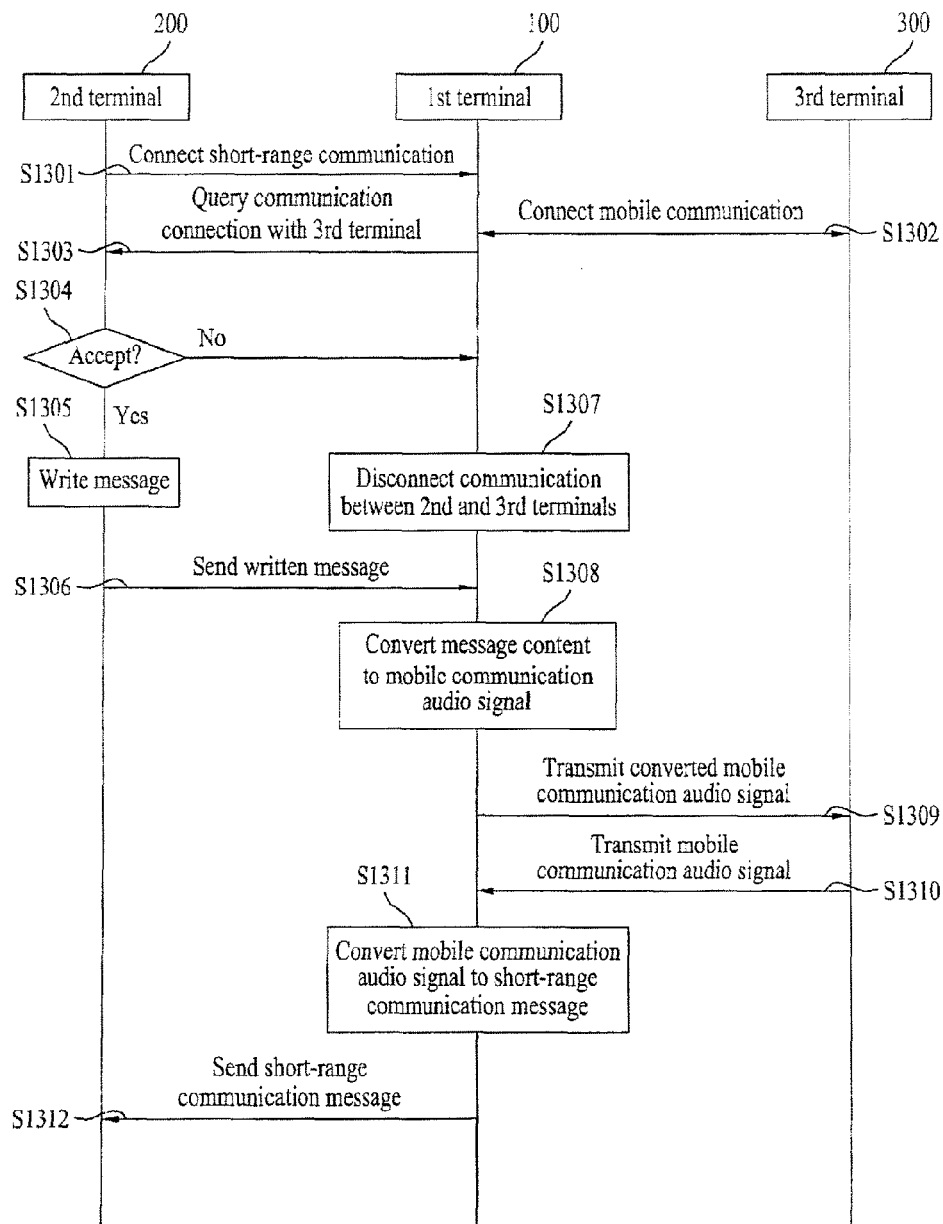 200
100
300
2nd terminal
1st terminal
3rd terminal
Connect short-range communication
S1301
Query communication
connection with 3rd terminal
S1303
Connect mobile communication
S1302
S1304
Accept?
No
Yes
S1305
Write message
S1307
Disconnect communication
between 2nd and 3rd terminals
Send written message
S1306
S1308
Convert message content
to mobile communication
audio signal
Transmit converted mobile
communication audio signal
S1309
Transmit mobile
communication audio signal
S1310
S1311
Convert mobile communication
audio signal to short-range
communication message
Send short-range
communication message
S1312